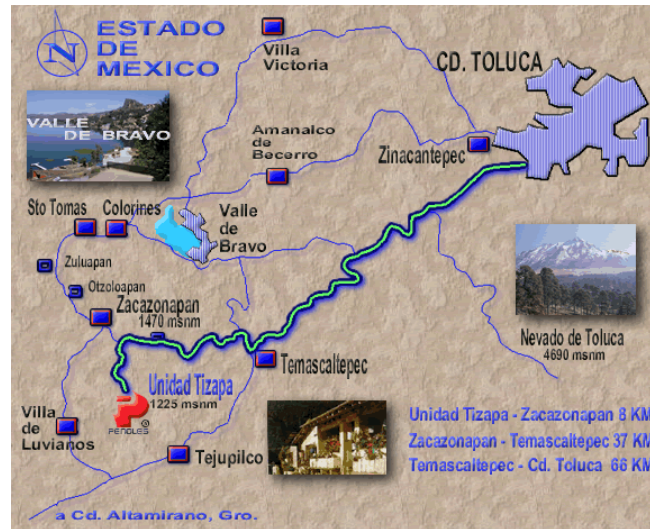 ESTADO
DE
MEXICO
N
Villa
Victoria
CD. TOLUCA
VALLE
DE BRAVO
Amanalco
de
Becerro
Zinacantepec
Sto Tomas
Colorines
Valle
de
Bravo
Zuluapan
Otzoloapan
Zacazonapan
1470 msnm
Nevado de Toluca
4690 msnm
Temascaltepec
Unidad Tizapa
1225 msnm
PEÑOLES
Villa
de
Luvianos
Tejupilco
Unidad Tizapa - Zacazonapan 8 KM
Zacazonapan - Temascaltepec 37 KM
Temascaltepec - Cd. Toluca 66 KM
a Cd. Altamirano, Gro.